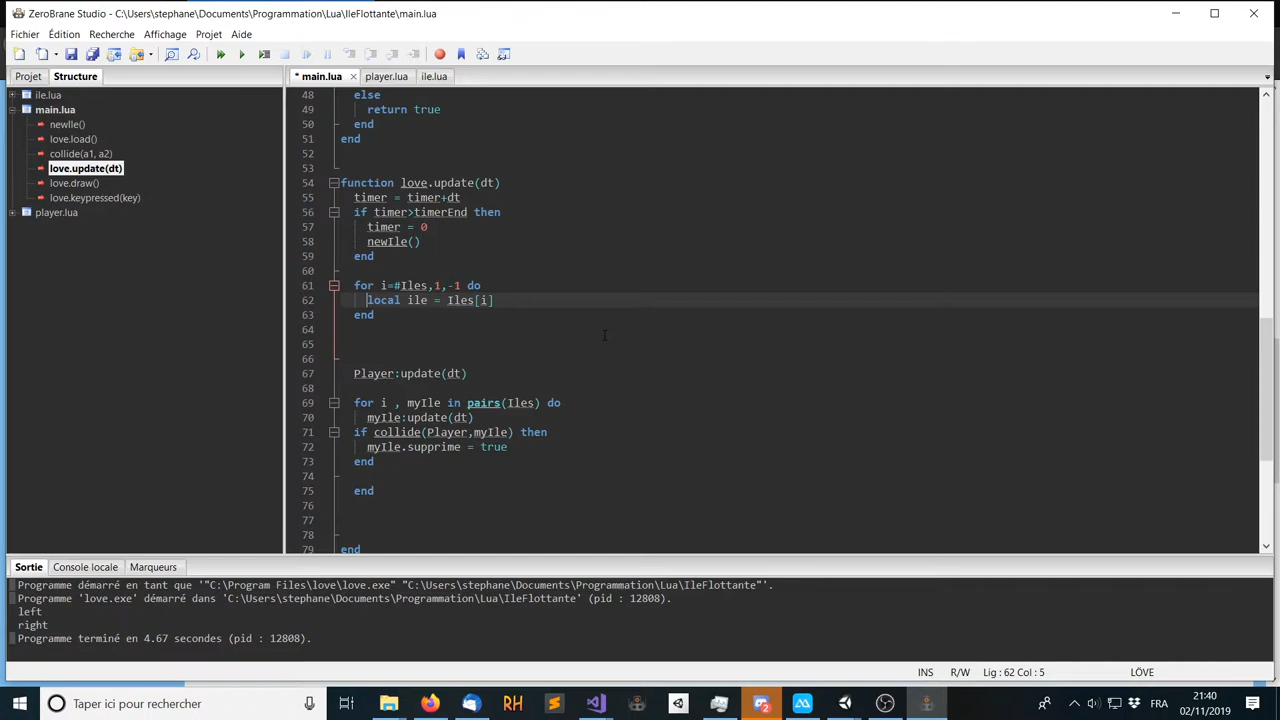 ZeroBrane Studio - C:\Users\stephane\Documents\Programmation\Lua\IleFlottante\main.lua
Fichier Édition Recherche Affichage Projet Aide
Projet Structure
* main.lua player.lua ile.lua
ile.lua
main.lua
newIle()
love.load()
collide(a1, a2)
love.update(dt)
love.draw()
love.keypressed(key)
player.lua
48 else
49 return true
50 end
51 end
52
53
54 function love.update(dt)
55 timer = timer+dt
56 if timer>timerEnd then
57 timer = 0
58 newIle()
59 end
60
61 for i=#Iles,1,-1 do
62 local ile = Iles[i]
63 end
64
65
66
67 Player:update(dt)
68
69 for i , myIle in pairs(Iles) do
70 myIle:update(dt)
71 if collide(Player,myIle) then
72 myIle.supprime = true
73 end
74
75 end
76
77
78
79 end
Sortie Console locale Marqueurs
Programme démarré en tant que '"C:\Program Files\love\love.exe" "C:\Users\stephane\Documents\Programmation\Lua\IleFlottante"'.
Programme 'love.exe' démarré dans 'C:\Users\stephane\Documents\Programmation\Lua\IleFlottante' (pid : 12808).
left
right
Programme terminé en 4.67 secondes (pid : 12808).
INS R/W Lig : 62 Col : 5 LÖVE
Taper ici pour rechercher
RH
2
FR
21:40
02/11/2019